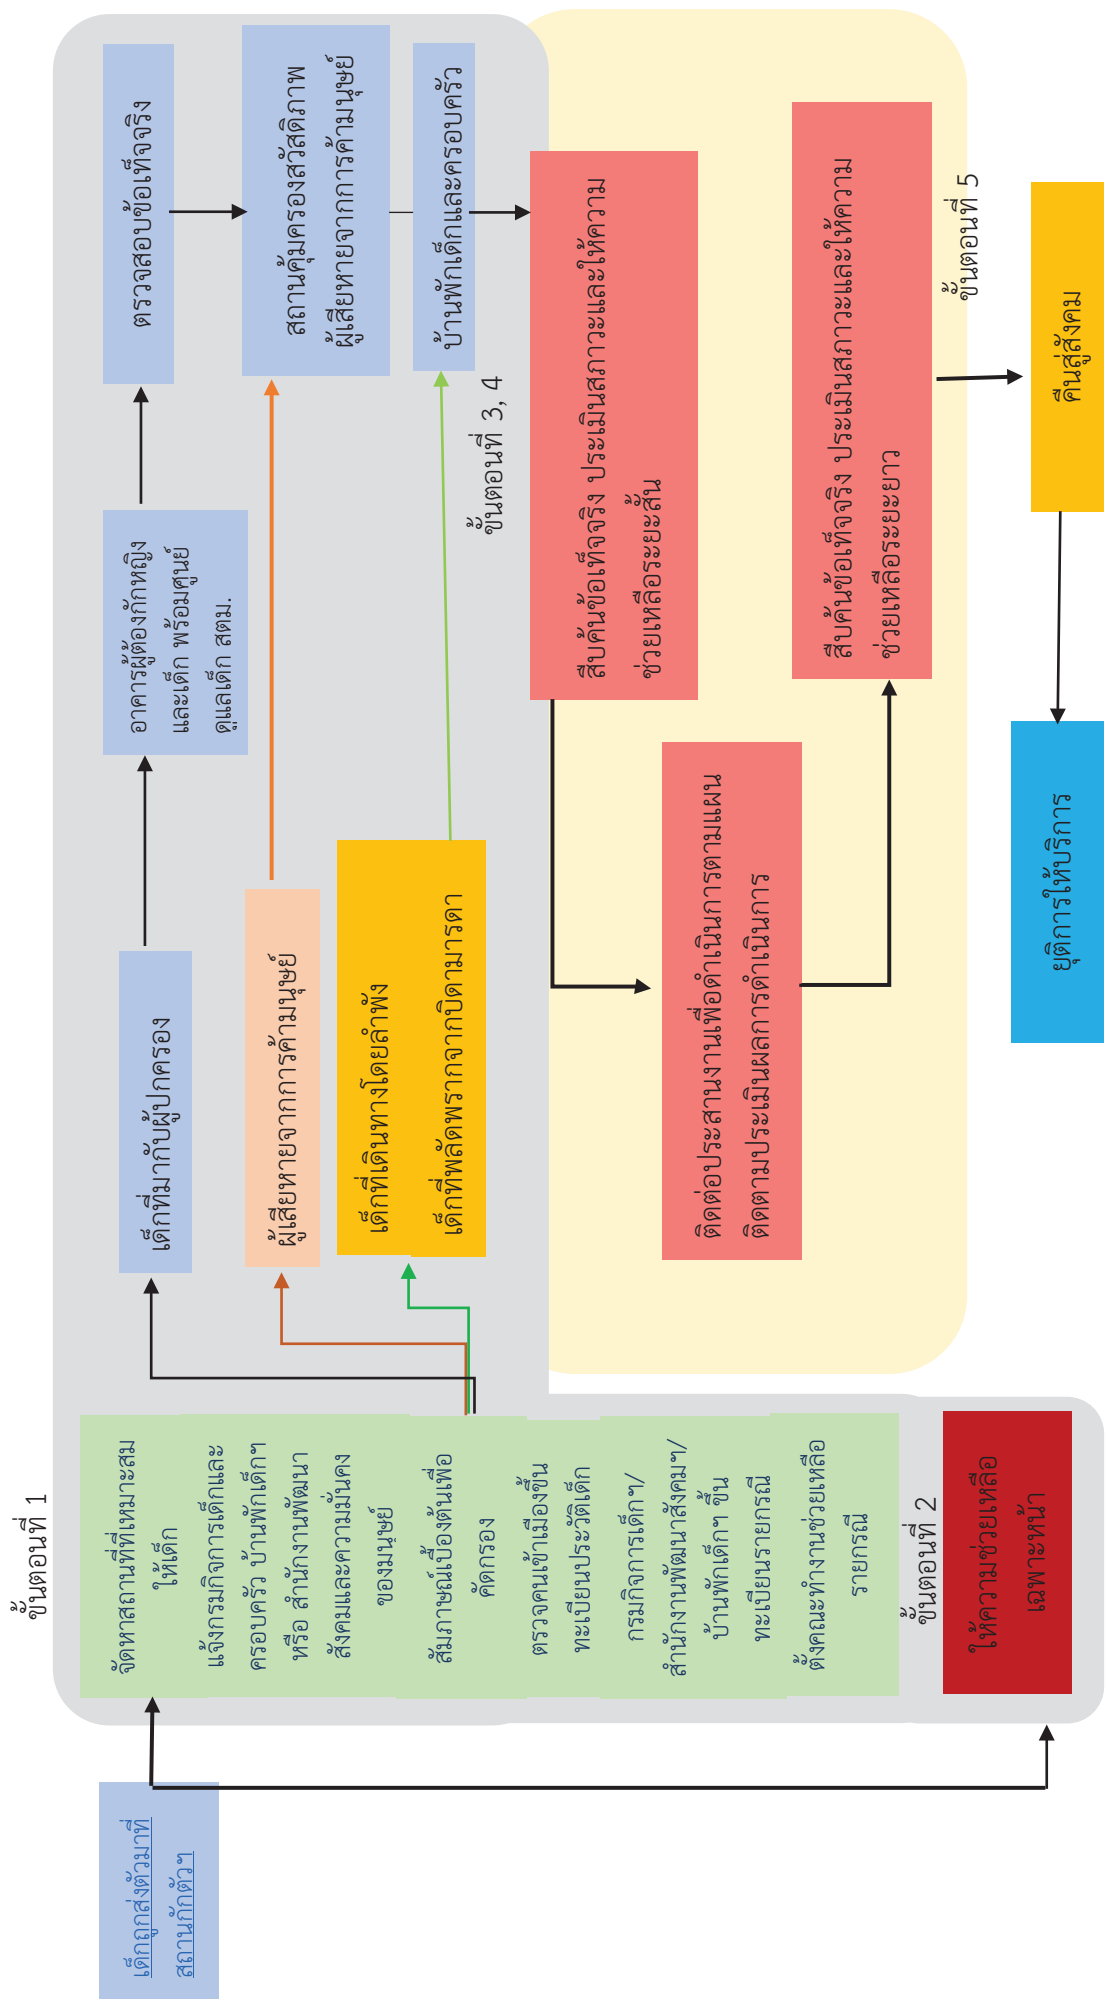 เด็กถูกส่งตัวมาที่
สถานกักตัวฯ
ขั้นตอนที่ 1
จัดหาสถานที่ที่เหมาะสม
ให้เด็ก
แจ้งกรมกิจการเด็กและ
ครอบครัว บ้านพักเด็กฯ
หรือ สำนักงานพัฒนา
สังคมและความมั่นคง
ของมนุษย์
สัมภาษณ์เบื้องต้นเพื่อ
คัดกรอง
ตรวจคนเข้าเมืองขึ้น
ทะเบียนประวัติเด็ก
กรมกิจการเด็กฯ/
สำนักงานพัฒนาสังคมฯ/
บ้านพักเด็กฯ ขึ้น
ทะเบียนรายกรณี
ตั้งคณะทำงานช่วยเหลือ
รายกรณี
ขั้นตอนที่ 2
ให้ความช่วยเหลือ
เฉพาะหน้า
เด็กที่มากับผู้ปกครอง
ผู้เสียหายจากการค้ามนุษย์
เด็กที่เดินทางโดยลำพัง
เด็กที่พลัดพรากจากบิดามารดา
อาคารผู้ต้องกักหญิง
และเด็ก พร้อมศูนย์
ดูแลเด็ก สตม.
ตรวจสอบข้อเท็จจริง
สถานคุ้มครองสวัสดิภาพ
ผู้เสียหายจากการค้ามนุษย์
บ้านพักเด็กและครอบครัว
ขั้นตอนที่ 3, 4
สืบค้นข้อเท็จจริง ประเมินสภาวะและให้ความ
ช่วยเหลือระยะสั้น
ติดต่อประสานงานเพื่อดำเนินการตามแผน
ติดตามประเมินผลการดำเนินการ
สืบค้นข้อเท็จจริง ประเมินสภาวะและให้ความ
ช่วยเหลือระยะยาว
ขั้นตอนที่ 5
คืนสู่สังคม
ยุติการให้บริการ